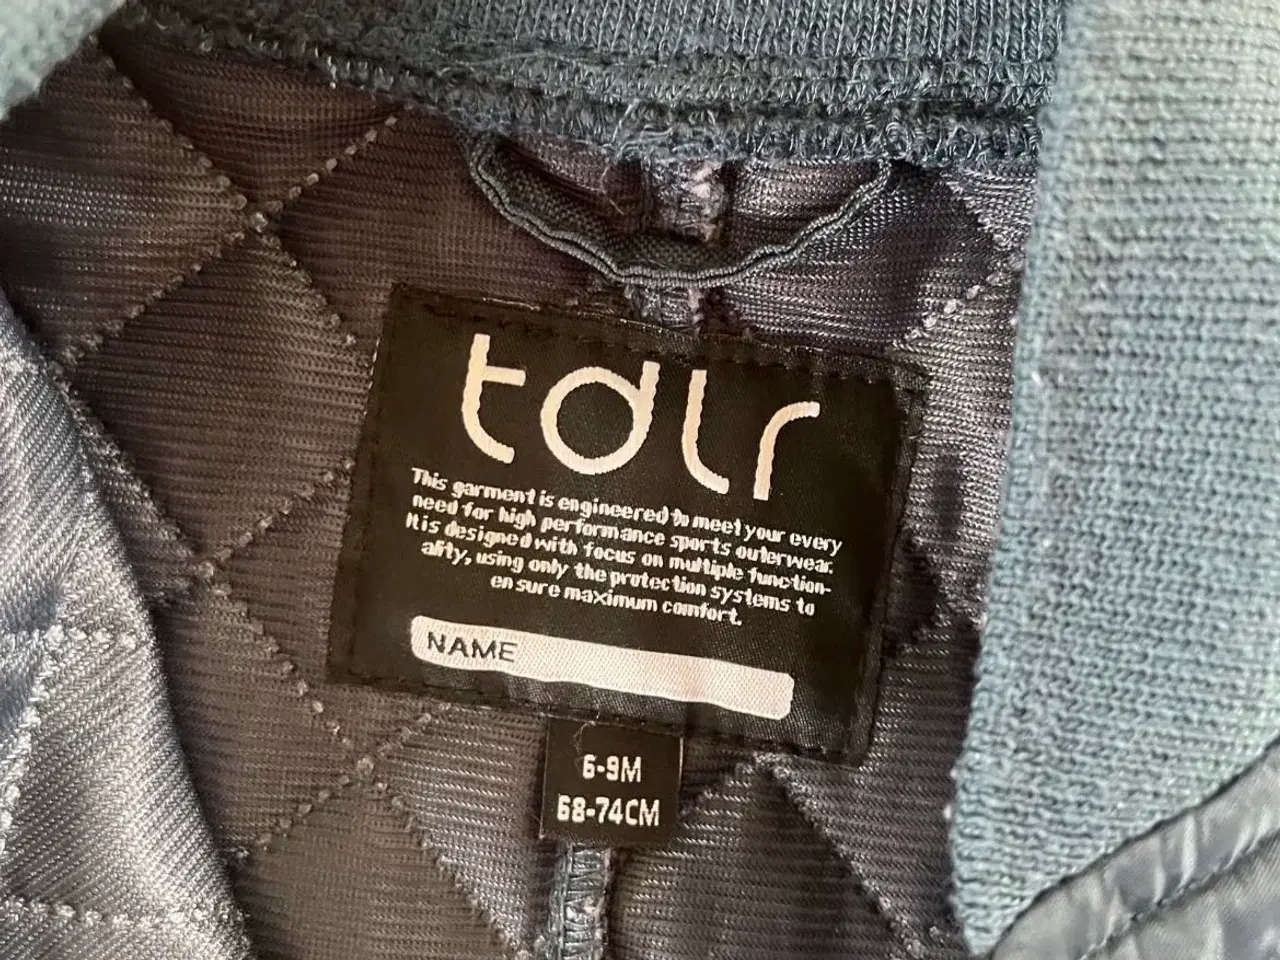 tdlr
This garment is engineered to meet your every
need for high performance sports outerwear.
It is designed with focus on multiple function-
ality, using only the protection systems to
ensure maximum comfort.
NAME
6-9M
68-74CM